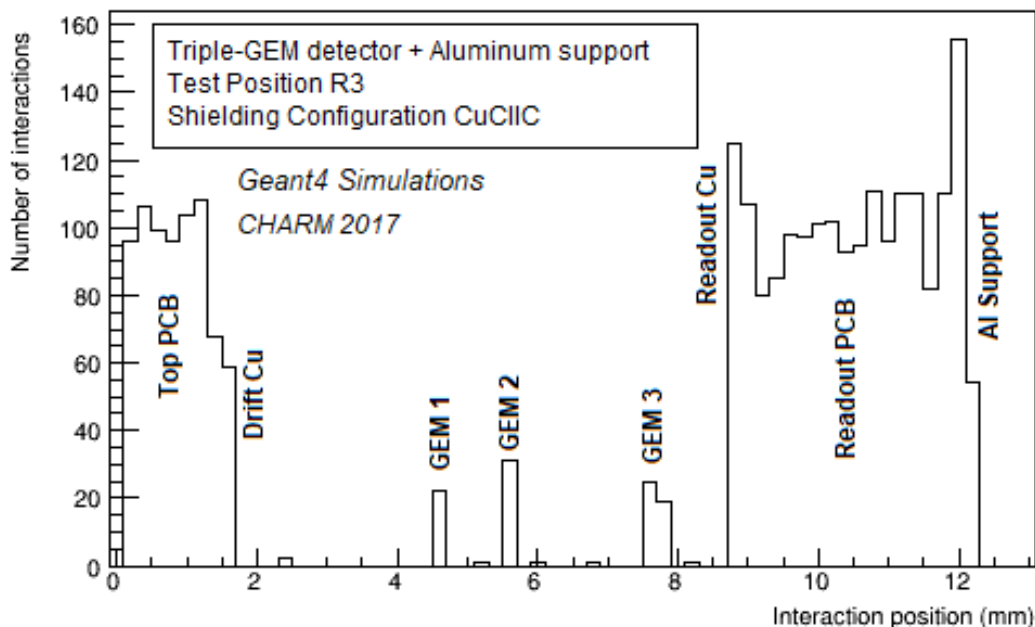 Number of interactions
160
140
120
100
80
60
40
20
0
Triple-GEM detector + Aluminum support
Test Position R3
Shielding Configuration CuCIIC
Geant4 Simulations
CHARM 2017
Top PCB
Drift Cu
GEM 1
GEM 2
GEM 3
Readout Cu
Readout PCB
Al Support
0 2 4 6 8 10 12
Interaction position (mm)